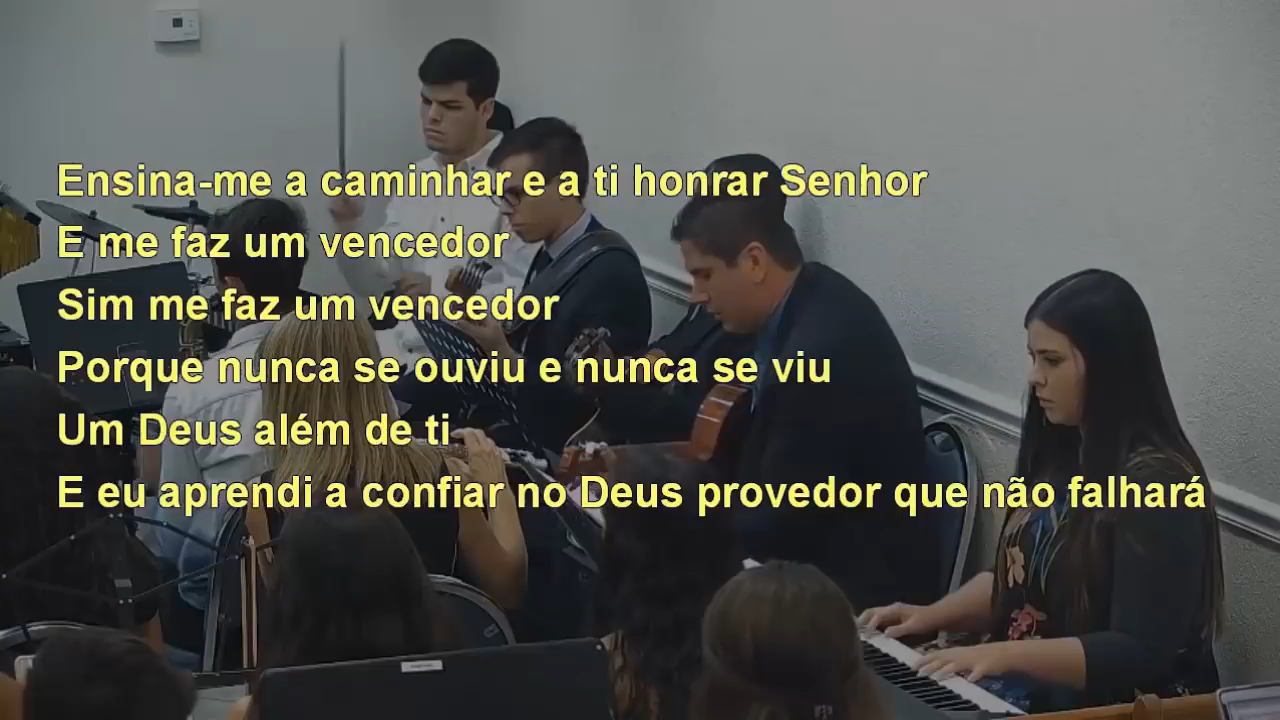 Ensina-me a caminhar e a ti honrar Senhor
E me faz um vencedor
Sim me faz um vencedor
Porque nunca se ouviu e nunca se viu
Um Deus além de ti
E eu aprendi a confiar no Deus provedor que não falhará